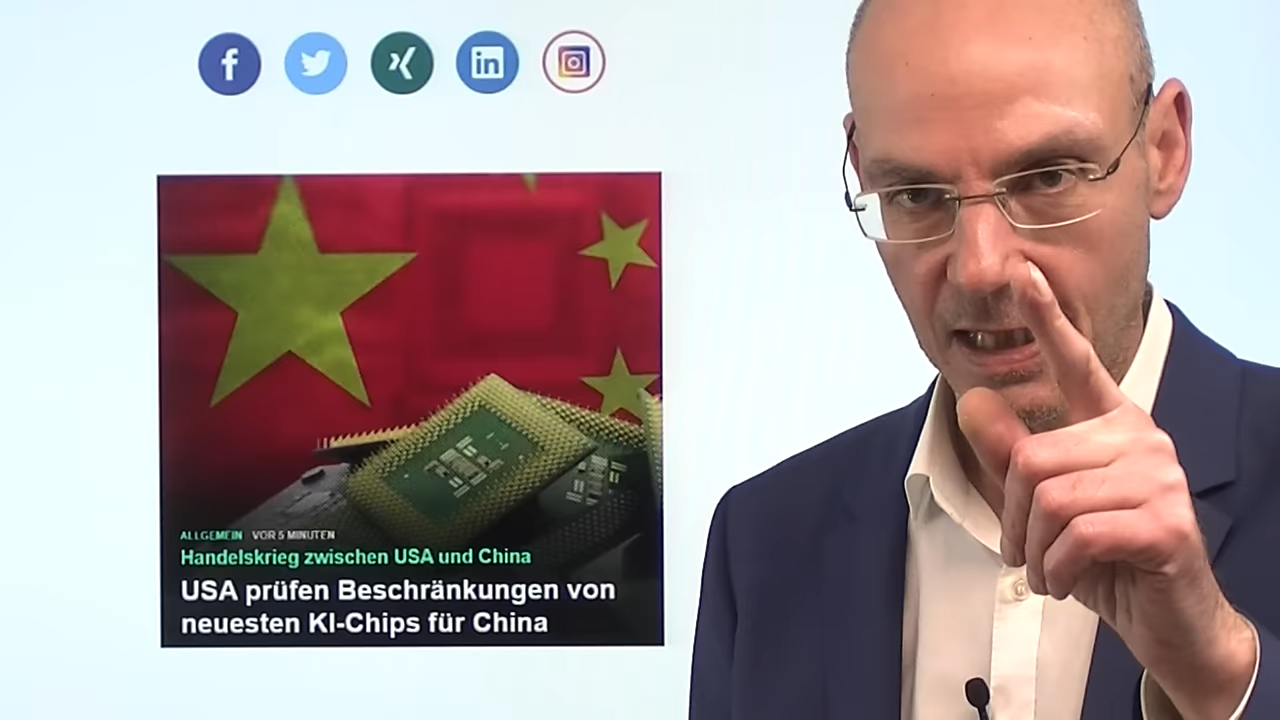 ALLGEMEIN VOR 5 MINUTEN
Handelskrieg zwischen USA und China
USA prüfen Beschränkungen von
neuesten KI-Chips für China